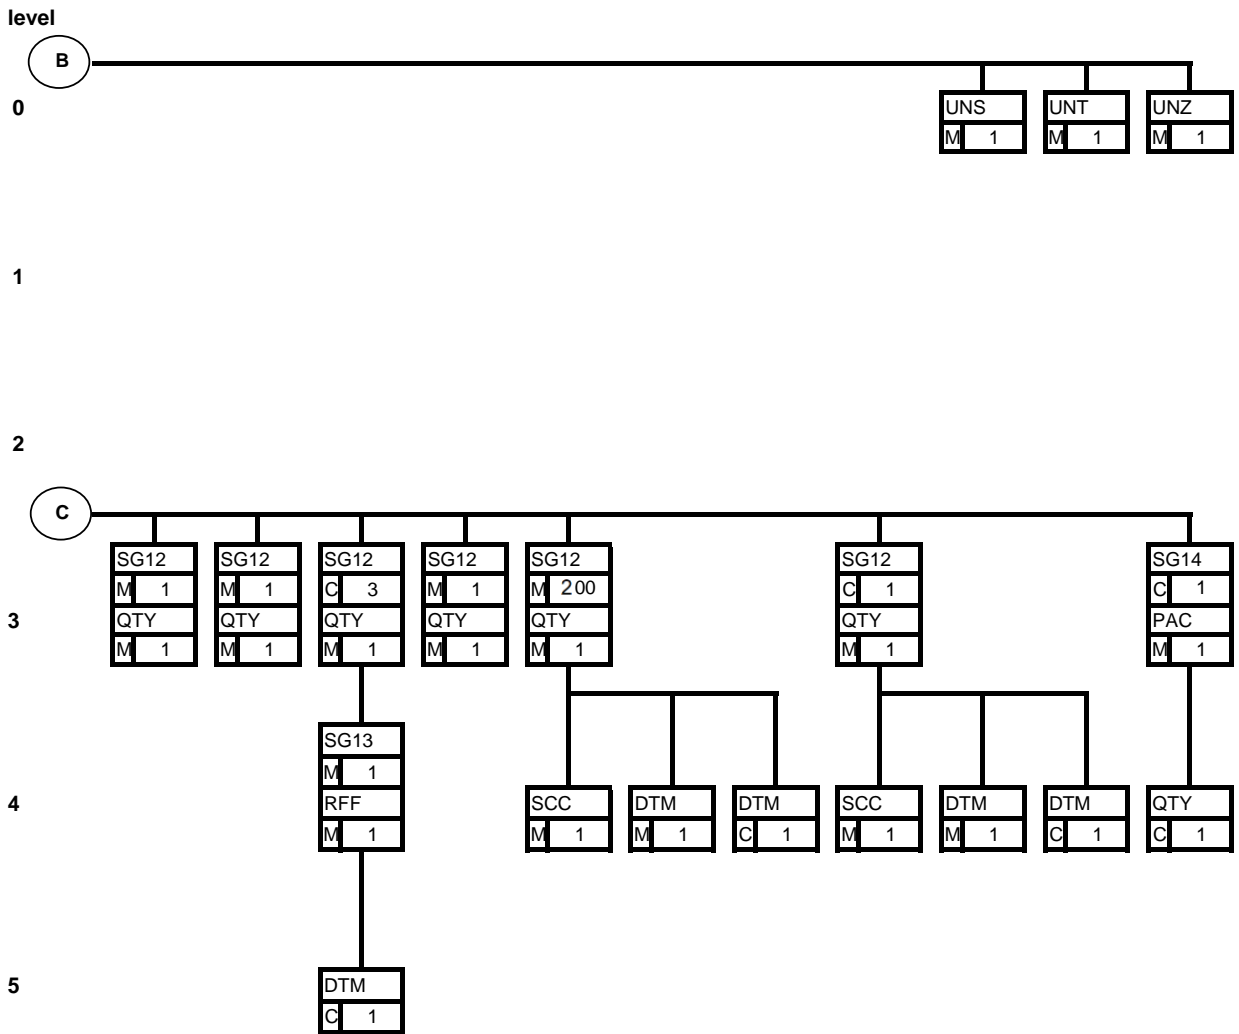 level
B
0
UNS UNT UNZ
M 1 M 1 M 1
1
2
C
SG12 SG12 SG12 SG12 SG12 SG12 SG14
M 1 M 1 C 3 M 1 M 200 C 1 C 1
3
QTY QTY QTY QTY QTY QTY PAC
M 1 M 1 M 1 M 1 M 1 M 1 M 1
SG13
M 1
4
RFF SCC DTM DTM SCC DTM DTM QTY
M 1 M 1 M 1 C 1 M 1 M 1 C 1 C 1
5
DTM
C 1